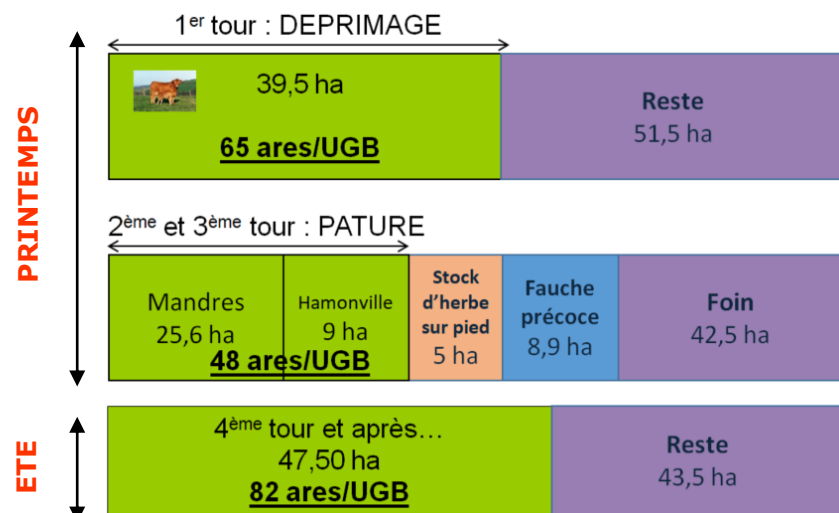 PRINTEMPS
1er tour : DEPRIMAGE
39,5 ha
65 ares/UGB
Reste
51,5 ha
2ème et 3ème tour : PATURE
Mandres
25,6 ha
Hamonville
9 ha
48 ares/UGB
Stock
d'herbe
sur pied
5 ha
Fauche
précoce
8,9 ha
Foin
42,5 ha
ETE
4ème tour et après...
47,50 ha
82 ares/UGB
Reste
43,5 ha